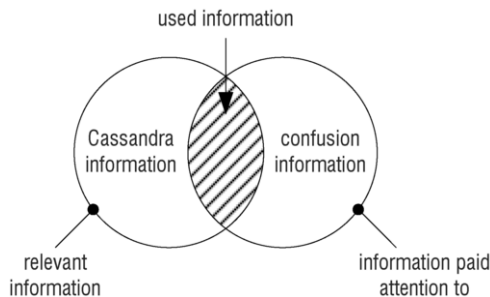 used information
Cassandra
information
confusion
information
relevant
information
information paid
attention to